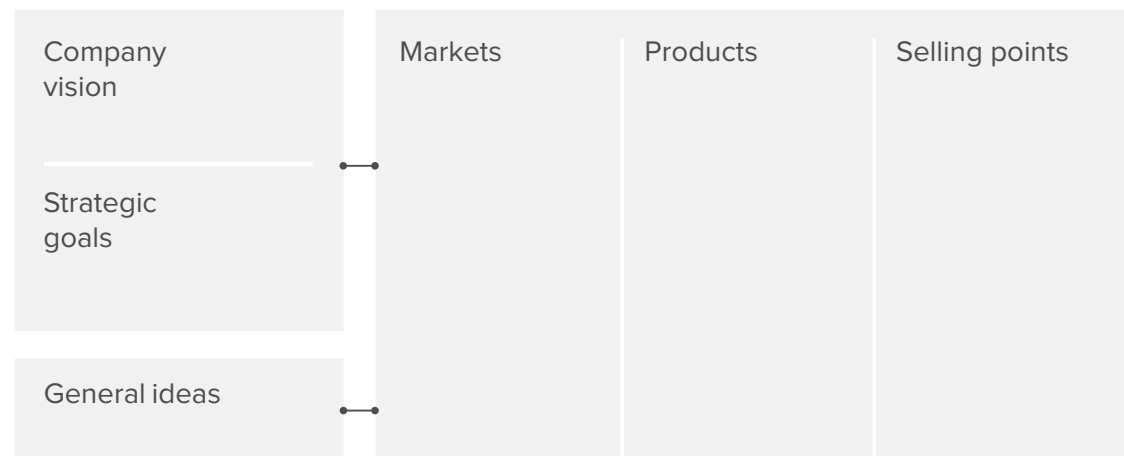 Company
vision
Strategic
goals
General ideas
Markets
Products
Selling points